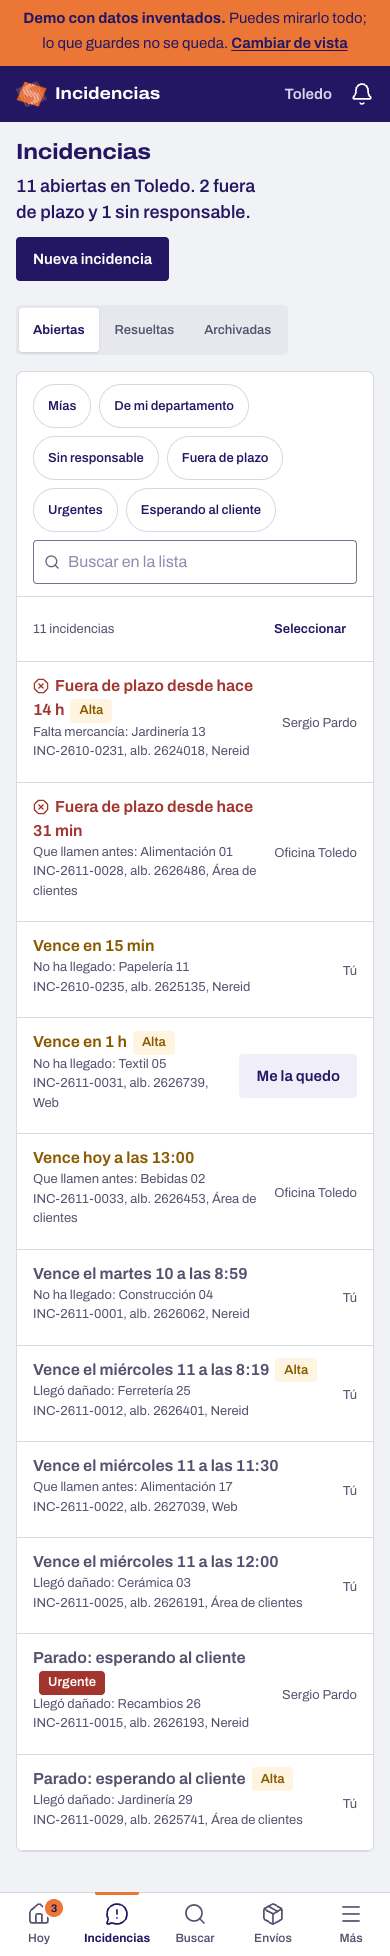 Demo con datos inventados. Puedes mirarlo todo;
lo que guardes no se queda. Cambiar de vista
Incidencias
Toledo
Incidencias
11 abiertas en Toledo. 2 fuera
de plazo y 1 sin responsable.
Nueva incidencia
Abiertas
Resueltas
Archivadas
Mías
De mi departamento
Sin responsable
Fuera de plazo
Urgentes
Esperando al cliente
Buscar en la lista
11 incidencias
Seleccionar
Fuera de plazo desde hace
14 h Alta
Falta mercancía: Jardinería 13
INC-2610-0231, alb. 2624018, Nereid
Sergio Pardo
Fuera de plazo desde hace
31 min
Que llamen antes: Alimentación 01
INC-2611-0028, alb. 2626486, Área de
clientes
Oficina Toledo
Vence en 15 min
No ha llegado: Papelería 11
INC-2610-0235, alb. 2625135, Nereid
Tú
Vence en 1 h Alta
No ha llegado: Textil 05
INC-2611-0031, alb. 2626739,
Web
Me la quedo
Vence hoy a las 13:00
Que llamen antes: Bebidas 02
INC-2611-0033, alb. 2626453, Área de
clientes
Oficina Toledo
Vence el martes 10 a las 8:59
No ha llegado: Construcción 04
INC-2611-0001, alb. 2626062, Nereid
Tú
Vence el miércoles 11 a las 8:19 Alta
Llegó dañado: Ferretería 25
INC-2611-0012, alb. 2626401, Nereid
Tú
Vence el miércoles 11 a las 11:30
Que llamen antes: Alimentación 17
INC-2611-0022, alb. 2627039, Web
Tú
Vence el miércoles 11 a las 12:00
Llegó dañado: Cerámica 03
INC-2611-0025, alb. 2626191, Área de clientes
Tú
Parado: esperando al cliente
Urgente
Llegó dañado: Recambios 26
INC-2611-0015, alb. 2626193, Nereid
Sergio Pardo
Parado: esperando al cliente Alta
Llegó dañado: Jardinería 29
INC-2611-0029, alb. 2625741, Área de clientes
Tú
3
Hoy
Incidencias
Buscar
Envíos
Más